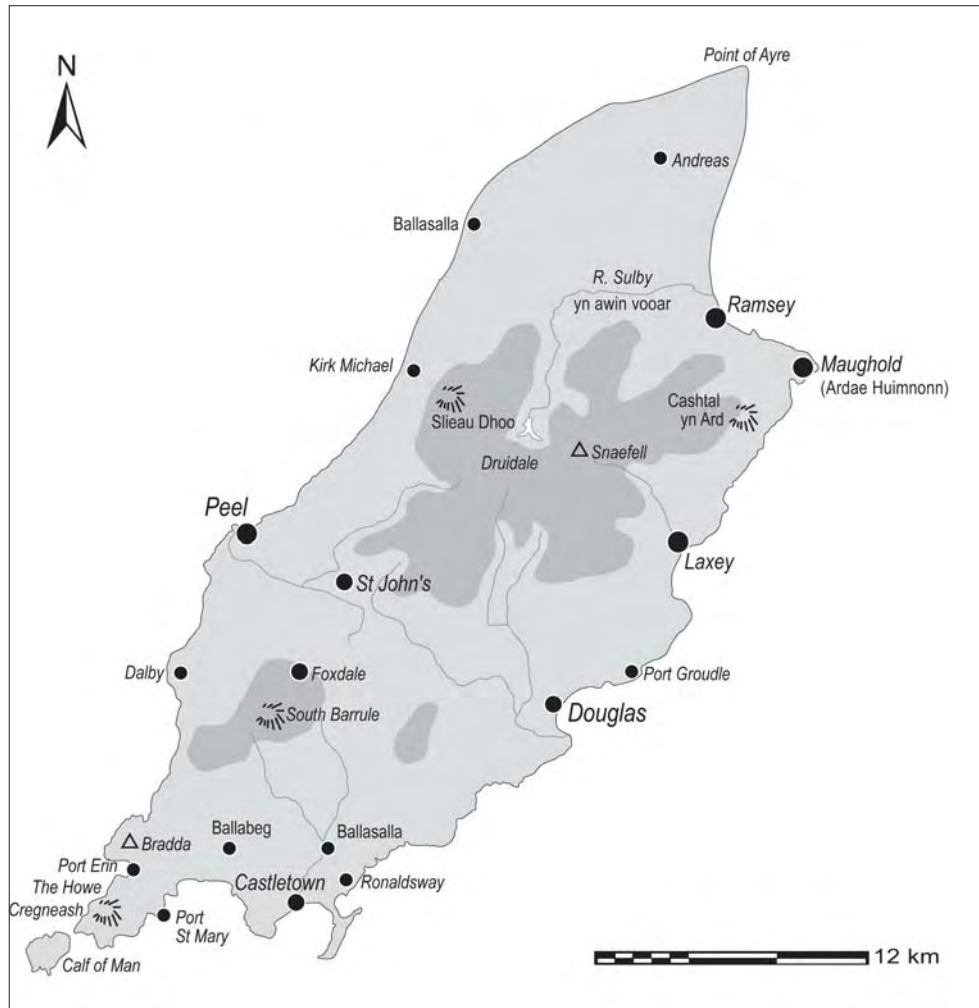 Point of Ayre
N
Andreas
Ballasalla
R. Sulby
yn awin vooar
Ramsey
Kirk Michael
Maughold
(Ardae Huimnonn)
Cashtal
yn Ard
Slieau Dhoo
Snaefell
Druidale
Peel
Laxey
St John's
Dalby
Foxdale
Port Groudle
South Barrule
Douglas
Ballabeg
Ballasalla
Bradda
Port Erin
Ronaldsway
The Howe
Castletown
Cregneash
Port
St Mary
Calf of Man
12 km